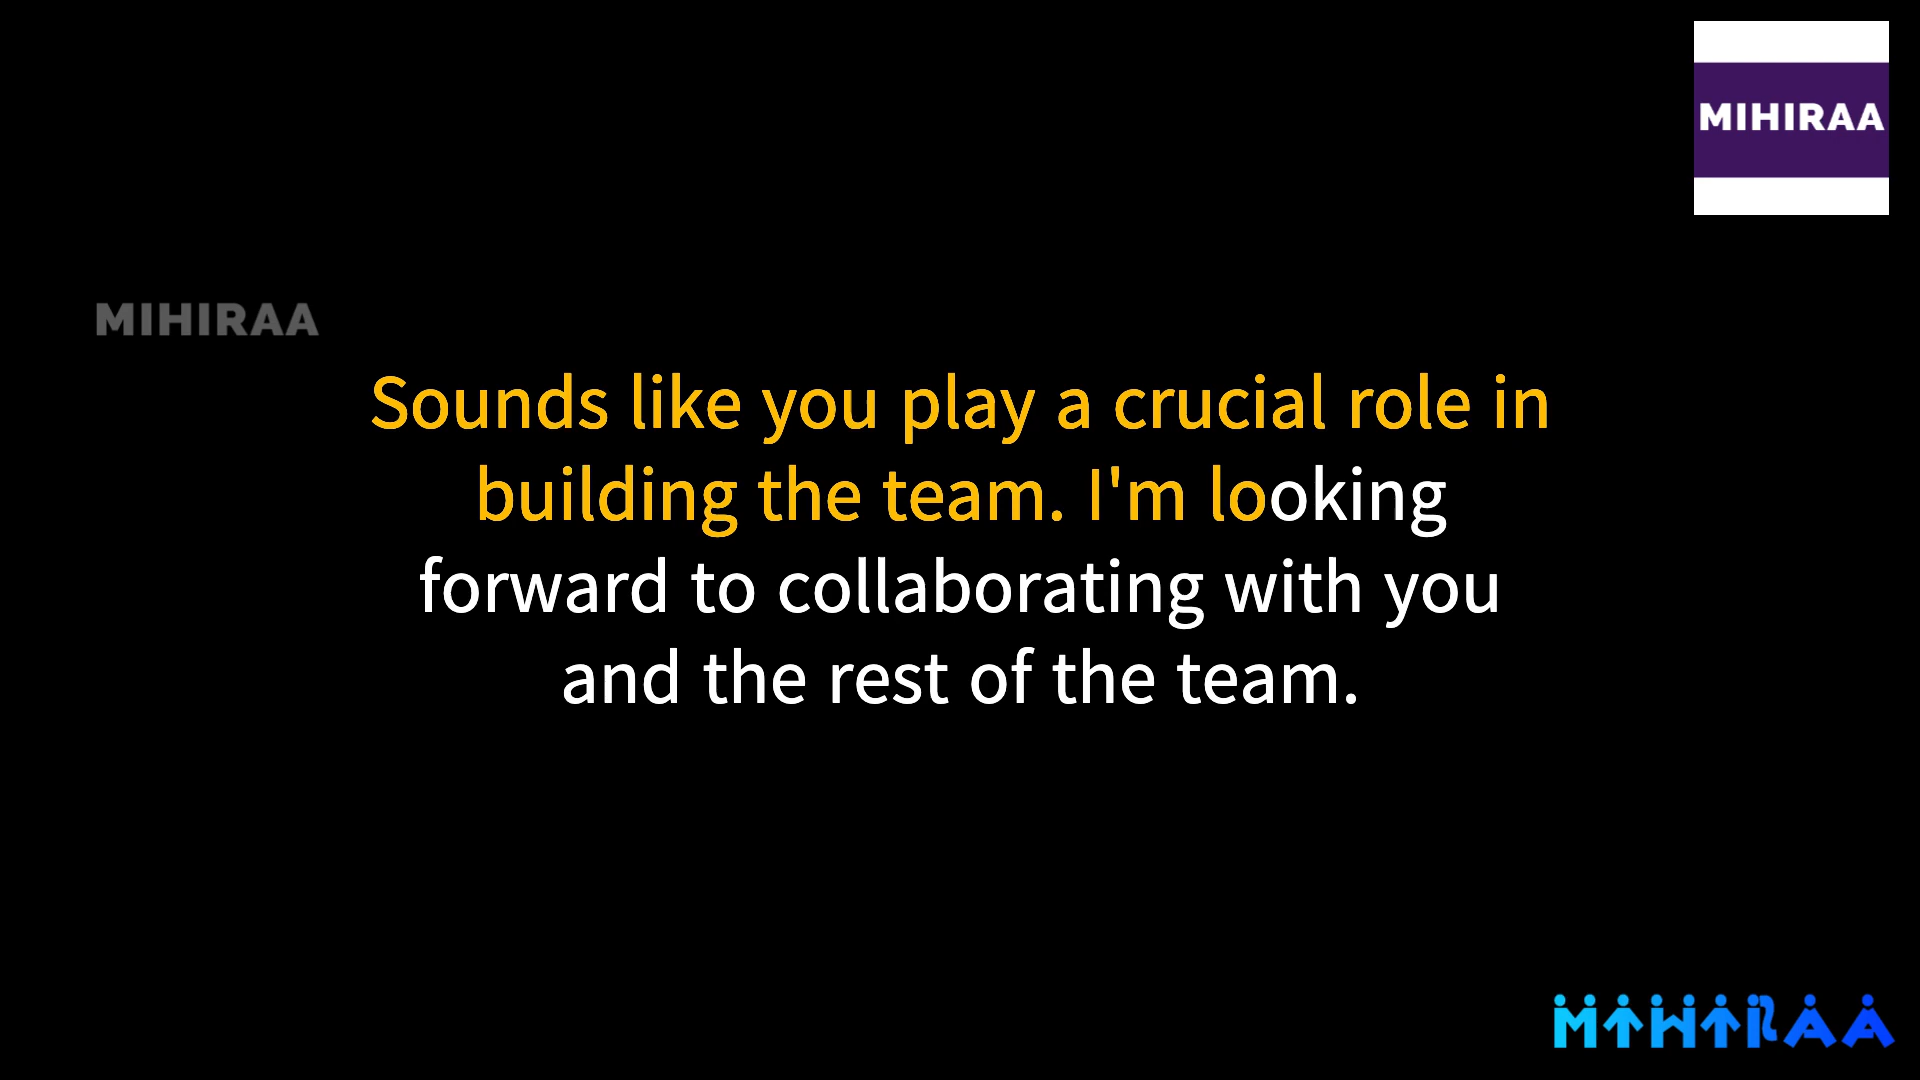 MIHIRAA
MIHIRAA
Sounds like you play a crucial role in
building the team. I'm looking
forward to collaborating with you
and the rest of the team.
MIHIRAA